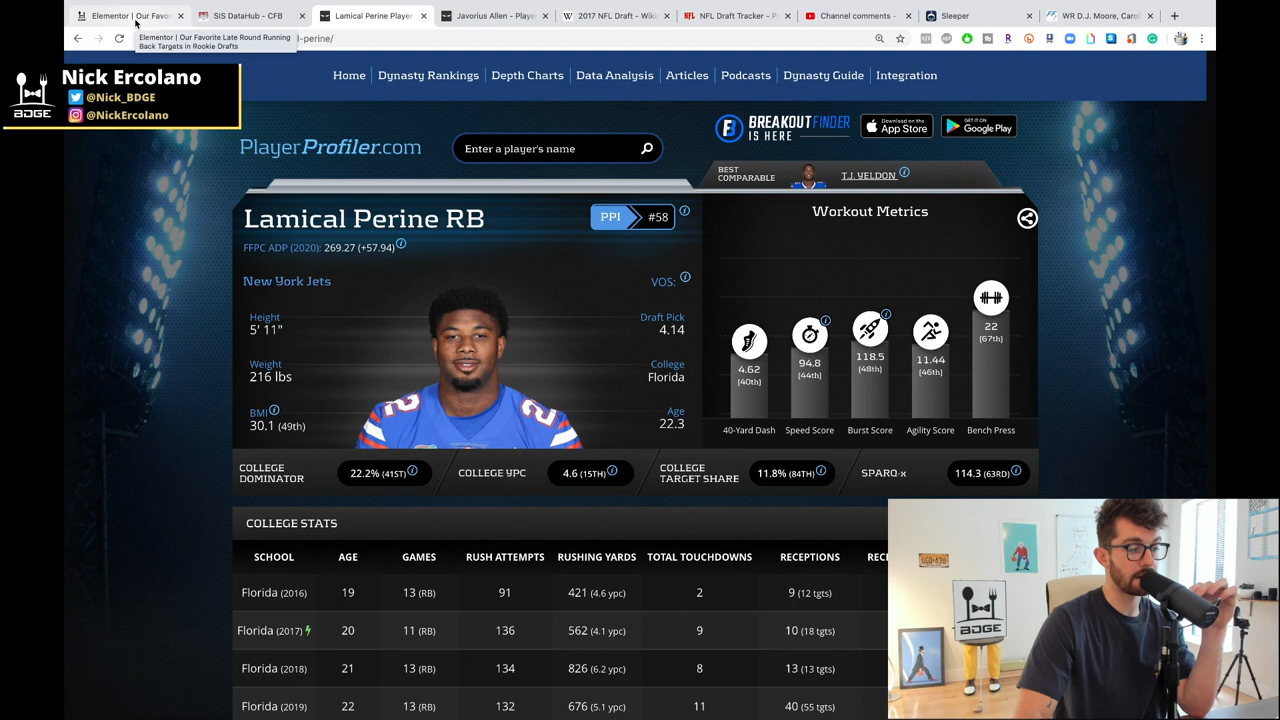 Elementor | Our Favor
SIS DataHub - CFB
Lamical Perine Player
Javorius Allen - Playe
2017 NFL Draft - Wiki
NFL Draft Tracker - P
Channel comments -
Sleeper
WR D.J. Moore, Caro
l-perine/
Elementor | Our Favorite Late Round Running
Back Targets in Rookie Drafts
Nick Ercolano
@Nick_BDGE
@NickErcolano
BDGE
Home | Dynasty Rankings | Depth Charts | Data Analysis | Articles | Podcasts | Dynasty Guide | Integration
PlayerProfiler.com
Enter a player's name
BREAKOUTFINDER
IS HERE
Download on the
App Store
GET IT ON
Google Play
BEST
COMPARABLE
T.J. YELDON
Lamical Perine RB
PPI #58
FFPC ADP (2020): 269.27 (+57.94)
New York Jets
VOS:
Height
5' 11"
Draft Pick
4.14
Weight
216 lbs
College
Florida
BMI
30.1 (49th)
Age
22.3
Workout Metrics
4.62
(40th)
94.8
(44th)
118.5
(48th)
11.44
(46th)
22
(67th)
40-Yard Dash
Speed Score
Burst Score
Agility Score
Bench Press
COLLEGE
DOMINATOR
22.2% (41ST)
COLLEGE YPC
4.6 (15TH)
COLLEGE
TARGET SHARE
11.8% (84TH)
SPARQ-x
114.3 (63RD)
COLLEGE STATS
SCHOOL AGE GAMES RUSH ATTEMPTS RUSHING YARDS TOTAL TOUCHDOWNS RECEPTIONS REC
Florida (2016) 19 13 (RB) 91 421 (4.6 ypc) 2 9 (12 tgts)
Florida (2017) 20 11 (RB) 136 562 (4.1 ypc) 9 10 (18 tgts)
Florida (2018) 21 13 (RB) 134 826 (6.2 ypc) 8 13 (13 tgts)
Florida (2019) 22 13 (RB) 132 676 (5.1 ypc) 11 40 (55 tgts)
BDGE